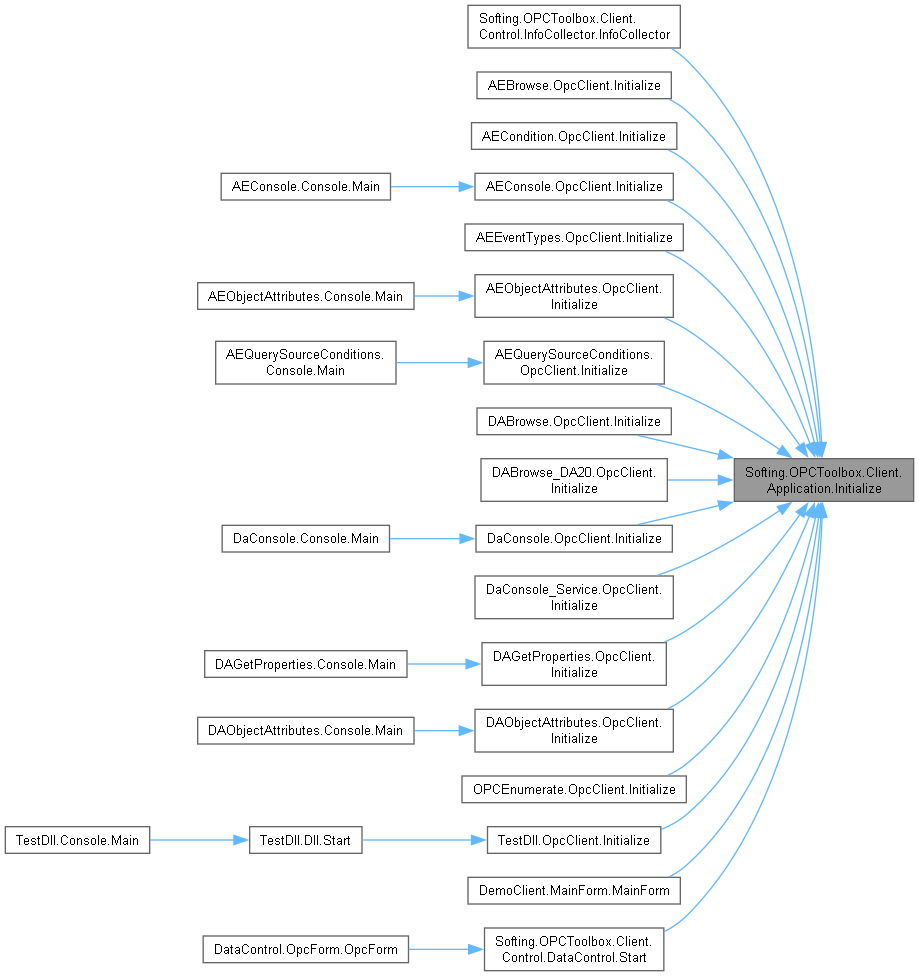 Softing.OPCToolbox.Client.
Control.InfoCollector.InfoCollector
AEBrowse.OpcClient.Initialize
AECondition.OpcClient.Initialize
AEConsole.Console.Main
AEConsole.OpcClient.Initialize
AEEventTypes.OpcClient.Initialize
AEObjectAttributes.Console.Main
AEObjectAttributes.OpcClient.
Initialize
AEQuerySourceConditions.
Console.Main
AEQuerySourceConditions.
OpcClient.Initialize
DABrowse.OpcClient.Initialize
DABrowse_DA20.OpcClient.
Initialize
Softing.OPCToolbox.Client.
Application.Initialize
DaConsole.Console.Main
DaConsole.OpcClient.Initialize
DaConsole_Service.OpcClient.
Initialize
DAGetProperties.Console.Main
DAGetProperties.OpcClient.
Initialize
DAObjectAttributes.Console.Main
DAObjectAttributes.OpcClient.
Initialize
OPCEnumerate.OpcClient.Initialize
TestDll.Console.Main
TestDll.Dll.Start
TestDll.OpcClient.Initialize
DemoClient.MainForm.MainForm
DataControl.OpcForm.OpcForm
Softing.OPCToolbox.Client.
Control.DataControl.Start